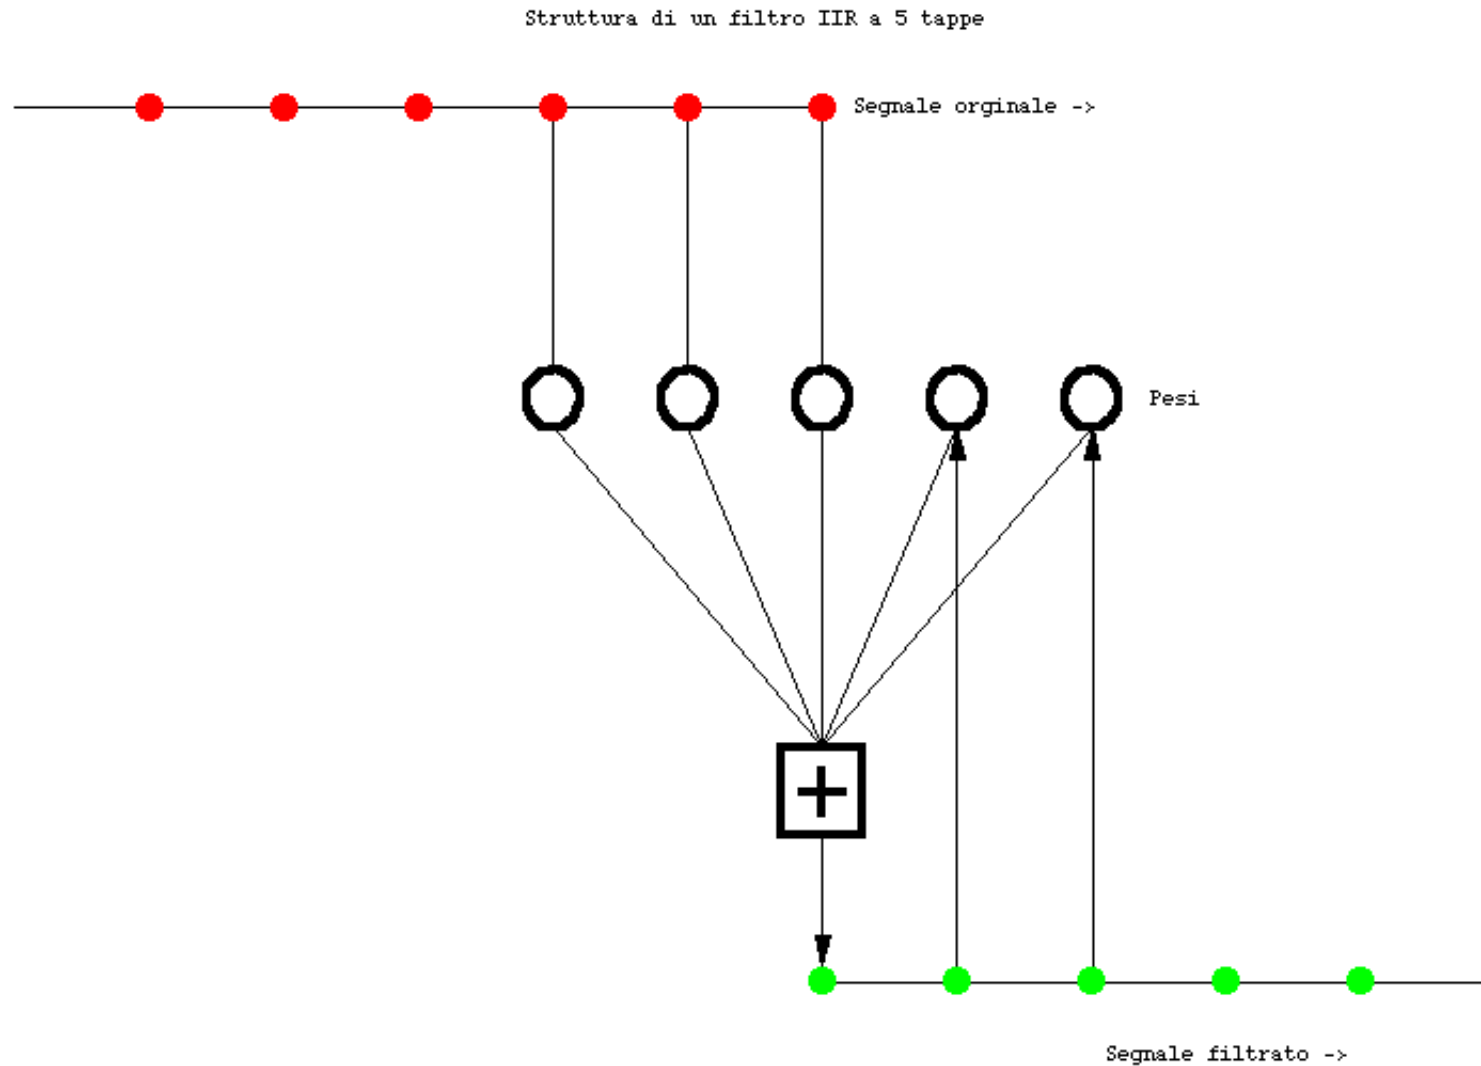 Struttura di un filtro IIR a 5 tappe
Segnale orginale ->
Pesi
+
Segnale filtrato ->